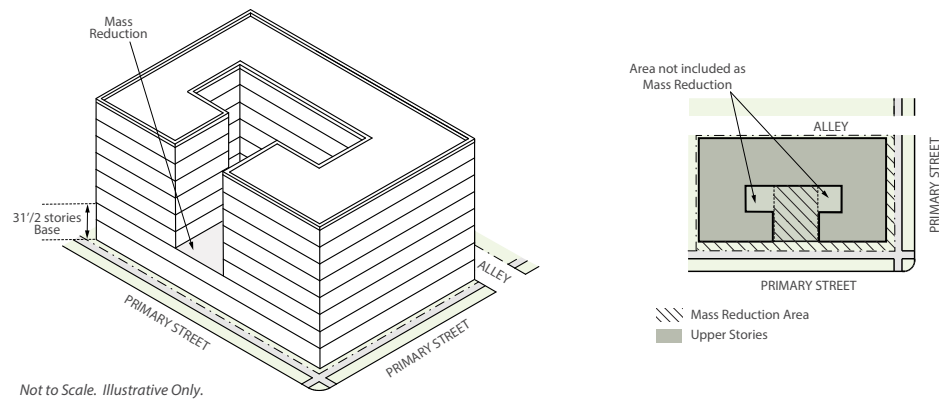 Mass
Reduction
31'/2 stories
Base
PRIMARY STREET
PRIMARY STREET
ALLEY
Not to Scale. Illustrative Only.
Area not included as
Mass Reduction
ALLEY
PRIMARY STREET
PRIMARY STREET
Mass Reduction Area
Upper Stories